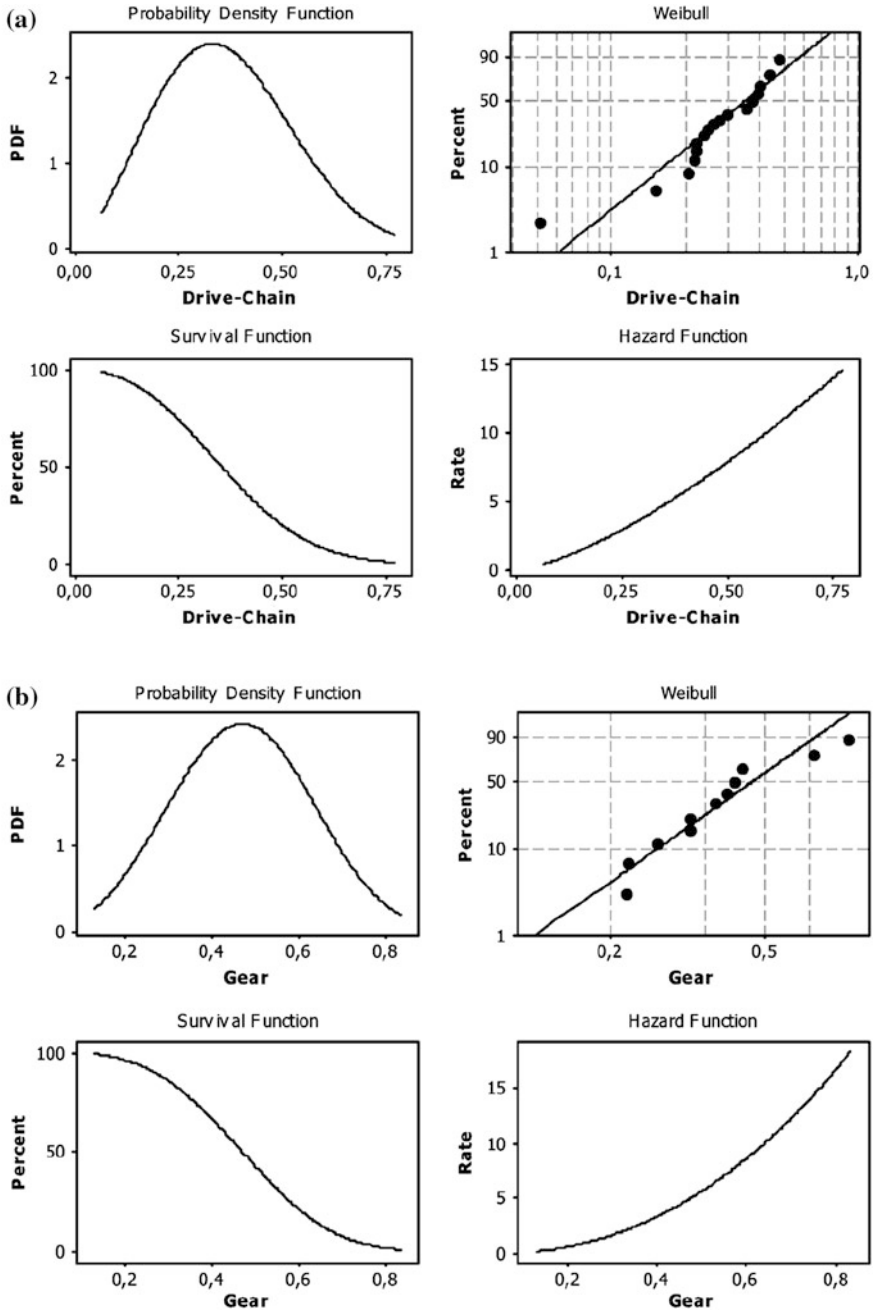 (a)
Probability Density Function
PDF
2
1
0
0,00 0,25 0,50 0,75
Drive-Chain
Weibull
Percent
90
50
10
1
0,1 1,0
Drive-Chain
Survival Function
Percent
100
50
0
0,00 0,25 0,50 0,75
Drive-Chain
Hazard Function
Rate
15
10
5
0
0,00 0,25 0,50 0,75
Drive-Chain
(b)
Probability Density Function
PDF
2
1
0
0,2 0,4 0,6 0,8
Gear
Weibull
Percent
90
50
10
1
0,2 0,5
Gear
Survival Function
Percent
100
50
0
0,2 0,4 0,6 0,8
Gear
Hazard Function
Rate
15
10
5
0
0,2 0,4 0,6 0,8
Gear